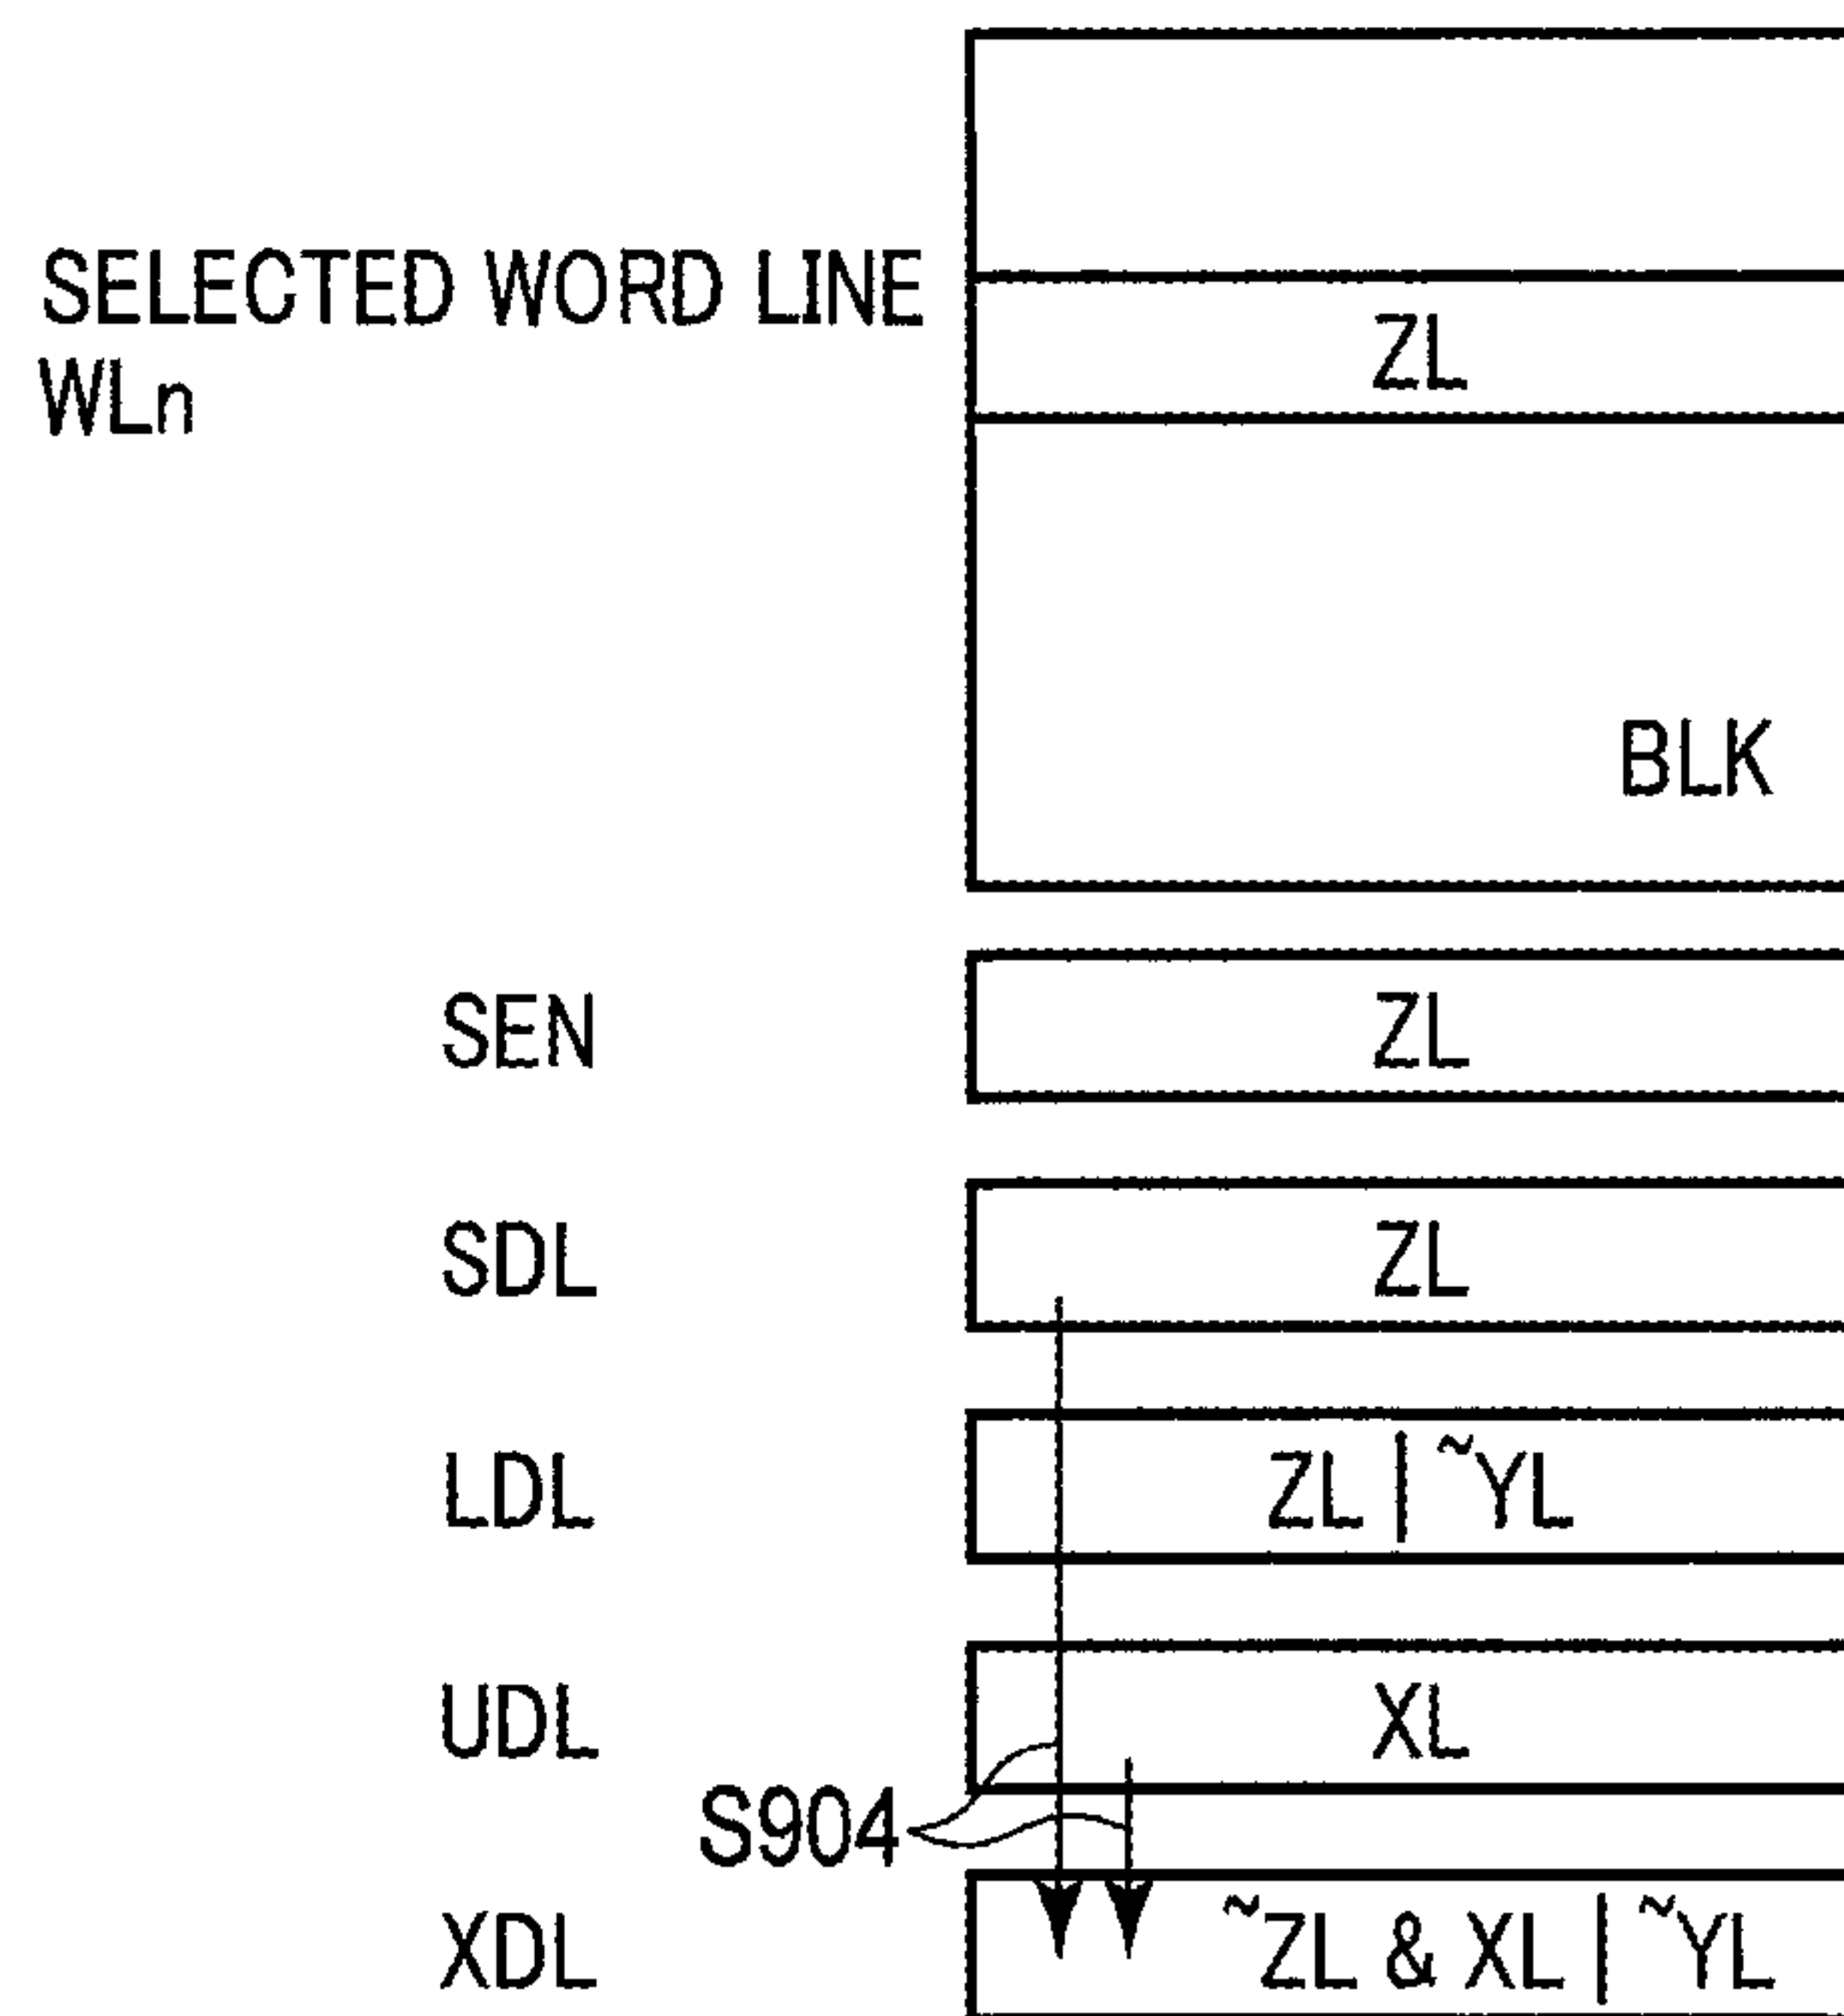 SELECTED WORD LINE
WLn
ZL
BLK
SEN ZL
SDL ZL
LDL ZL | ~YL
UDL XL
S904
XDL ~ZL & XL | ~YL